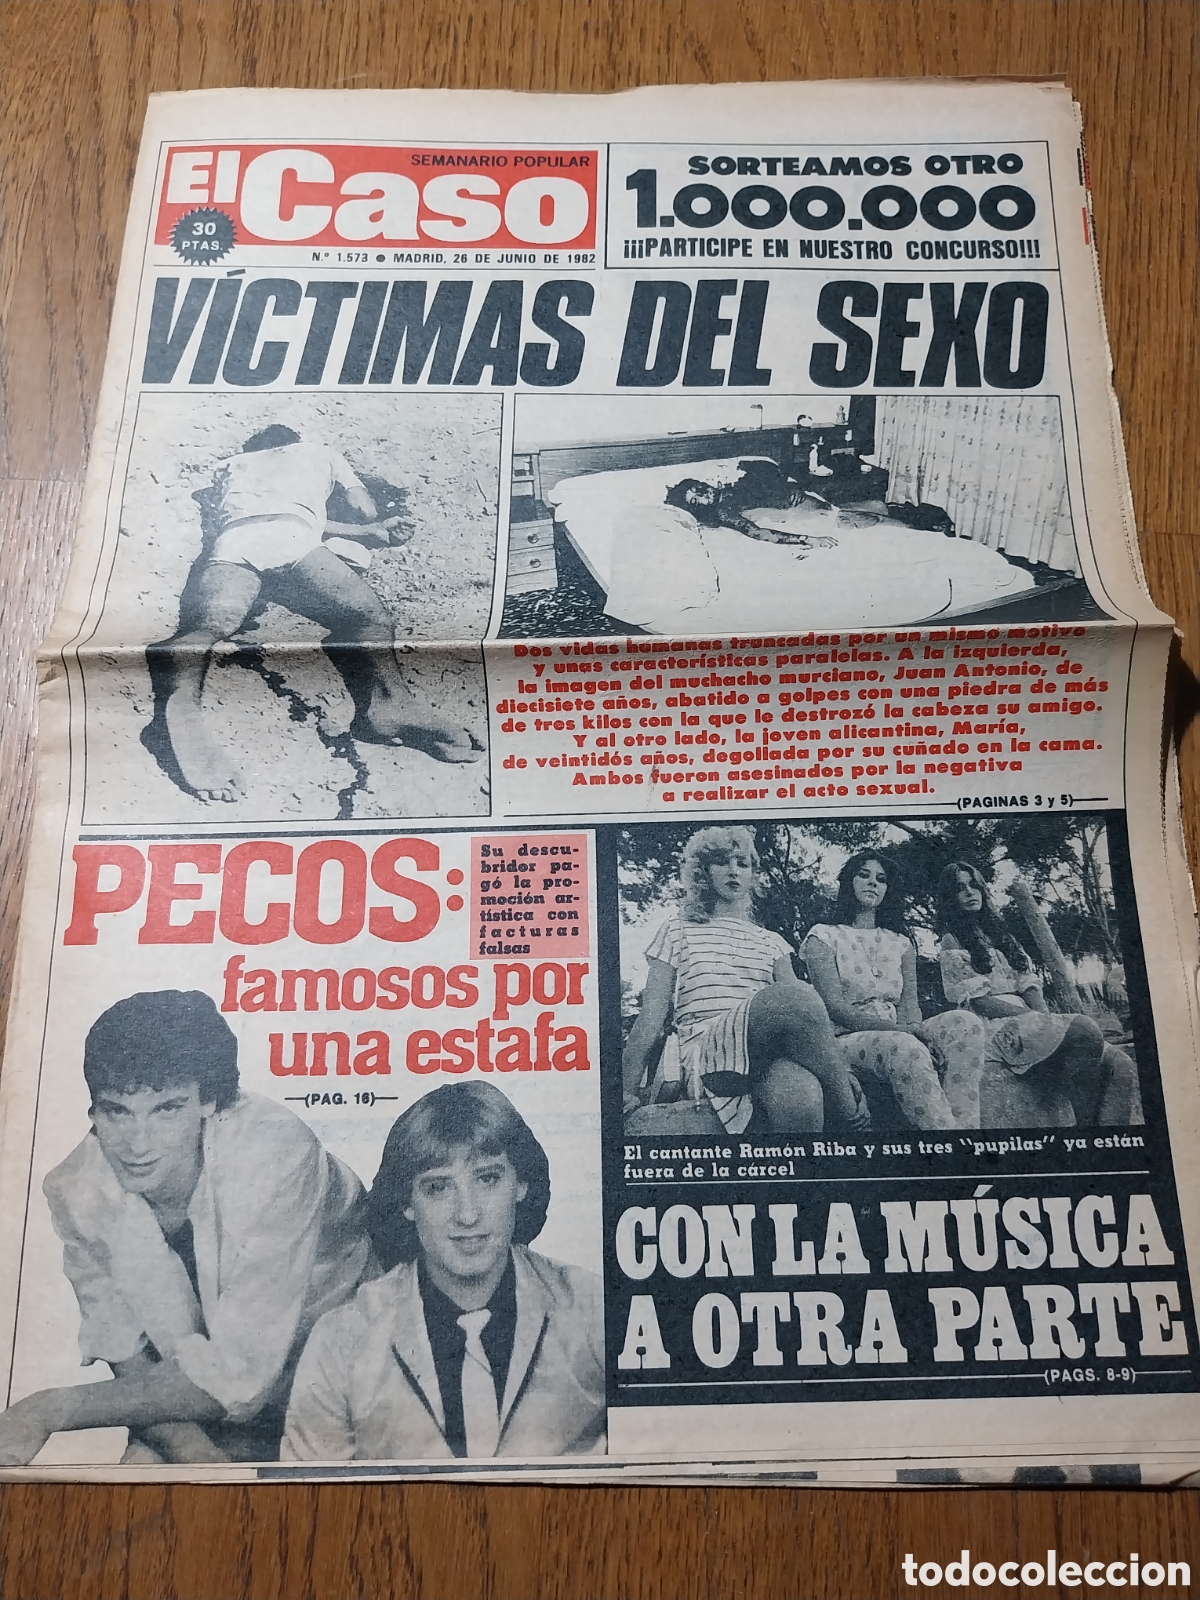 El Caso
SEMANARIO POPULAR
30
PTAS.
N.º 1.573 ● MADRID, 26 DE JUNIO DE 1982
SORTEAMOS OTRO
1.000.000
¡¡¡PARTICIPE EN NUESTRO CONCURSO!!!
VÍCTIMAS DEL SEXO
Dos vidas humanas truncadas por un mismo motivo
y unas características paralelas. A la izquierda,
la imagen del muchacho murciano, Juan Antonio, de
diecisiete años, abatido a golpes con una piedra de más
de tres kilos con la que le destrozó la cabeza su amigo.
Y al otro lado, la joven alicantina, María,
de veintidós años, degollada por su cuñado en la cama.
Ambos fueron asesinados por la negativa
a realizar el acto sexual.
(PAGINAS 3 y 5)
PECOS:
famosos por
una estafa
Su descu-
bridor pa-
gó la pro-
moción ar-
tística con
facturas
falsas
(PAG. 16)
El cantante Ramón Riba y sus tres "pupilas" ya están
fuera de la cárcel
CON LA MÚSICA
A OTRA PARTE
(PAGS. 8-9)
todocoleccion